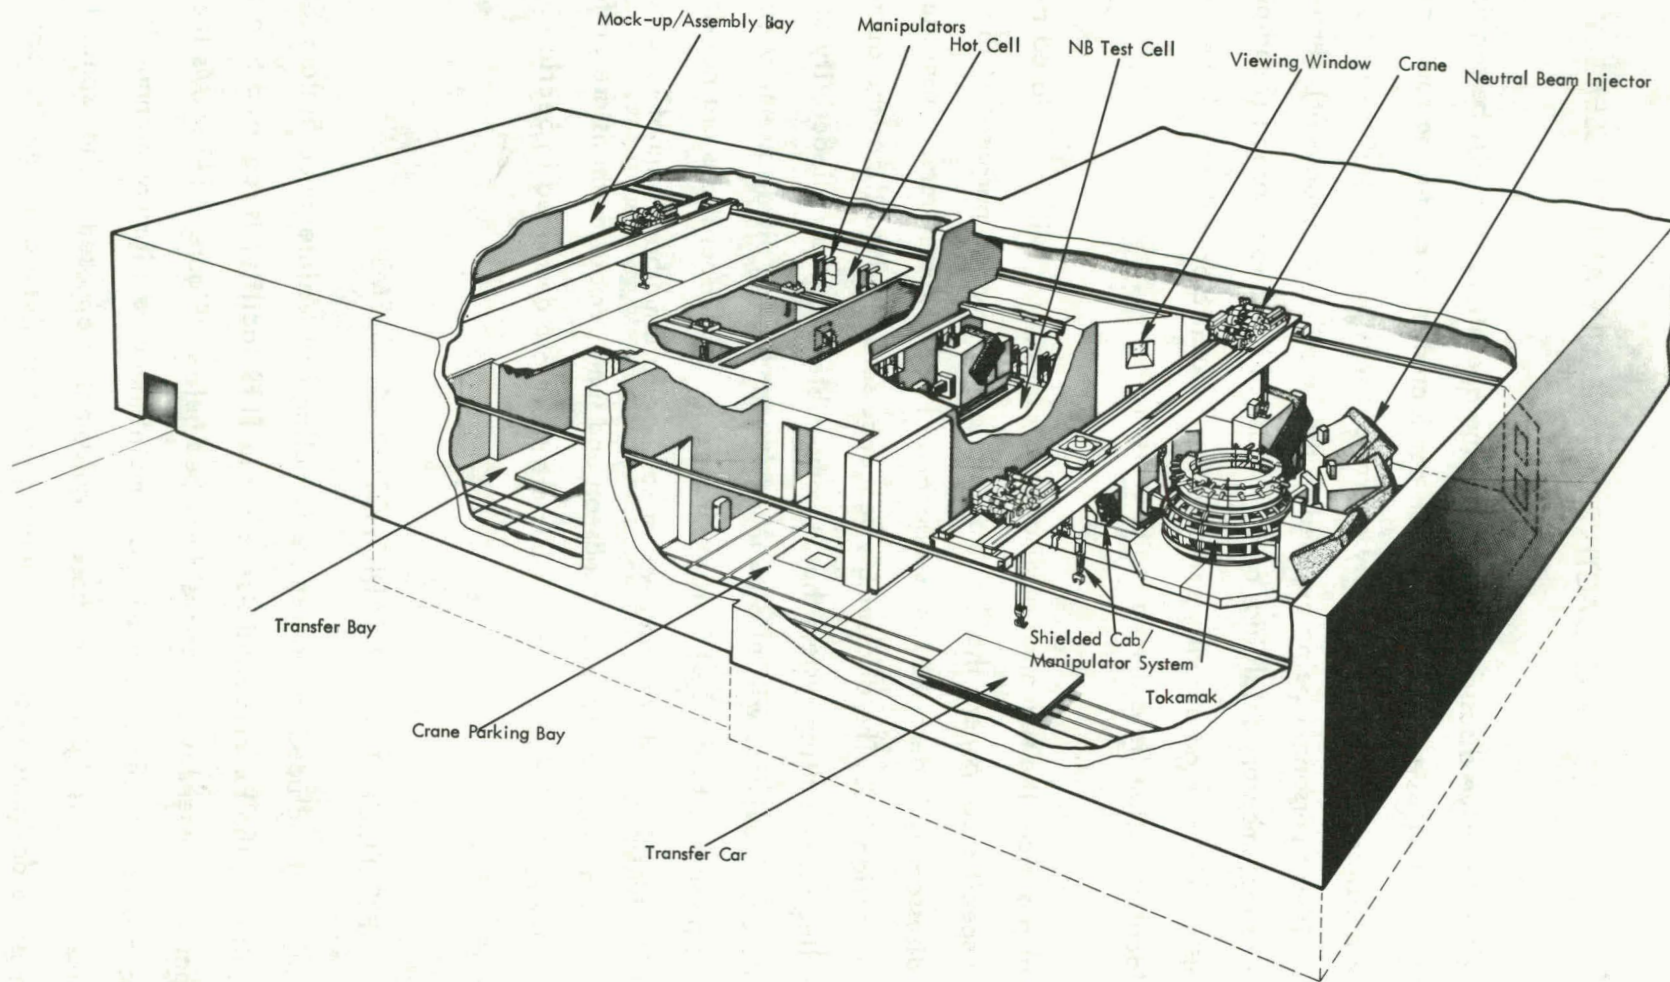 Mock-up/Assembly Bay
Manipulators
Hot Cell
NB Test Cell
Viewing Window
Crane
Neutral Beam Injector
Transfer Bay
Shielded Cab/
Manipulator System
Tokamak
Crane Parking Bay
Transfer Car